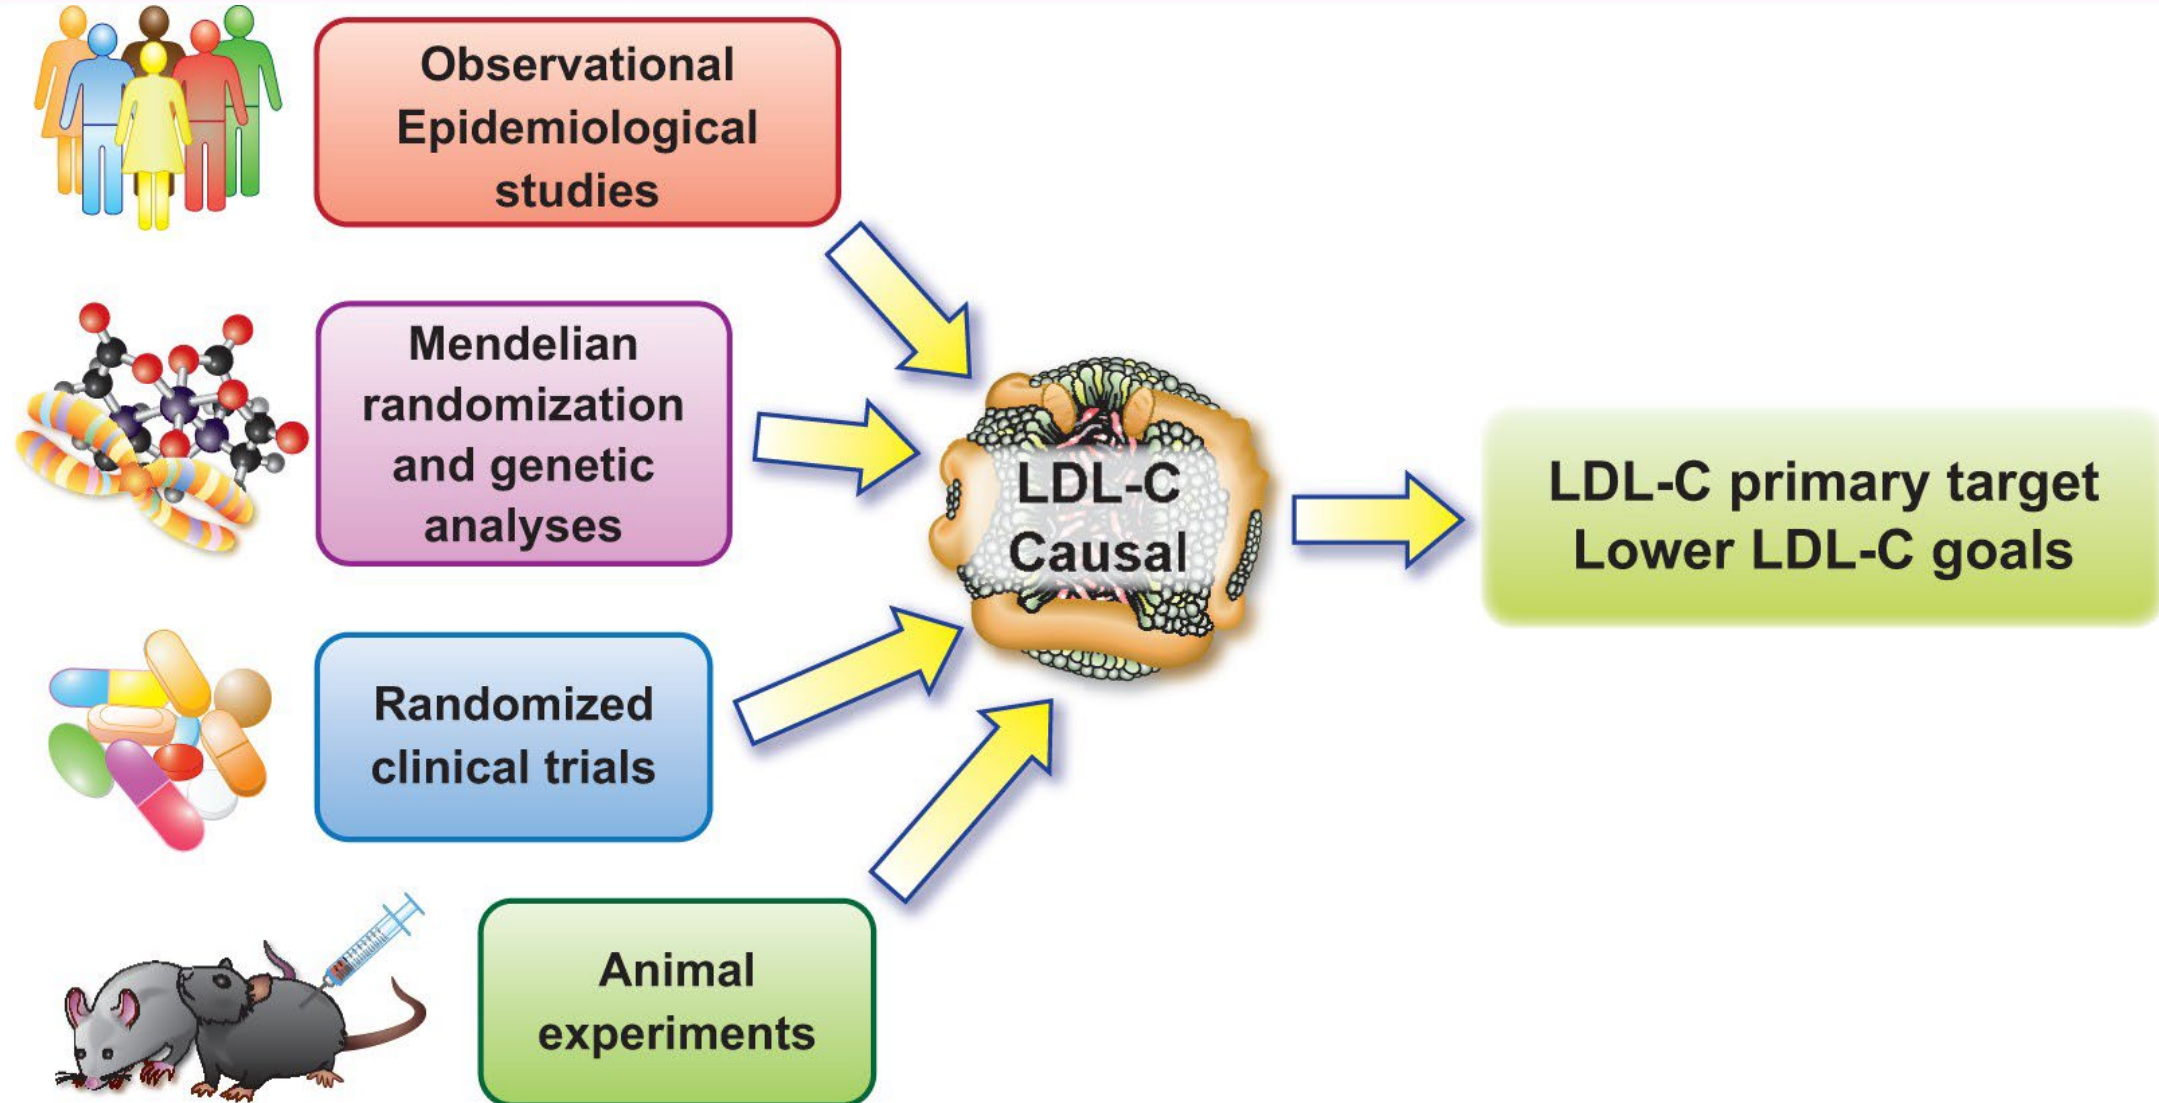 Observational
Epidemiological
studies
Mendelian
randomization
and genetic
analyses
Randomized
clinical trials
Animal
experiments
LDL-C
Causal
LDL-C primary target
Lower LDL-C goals